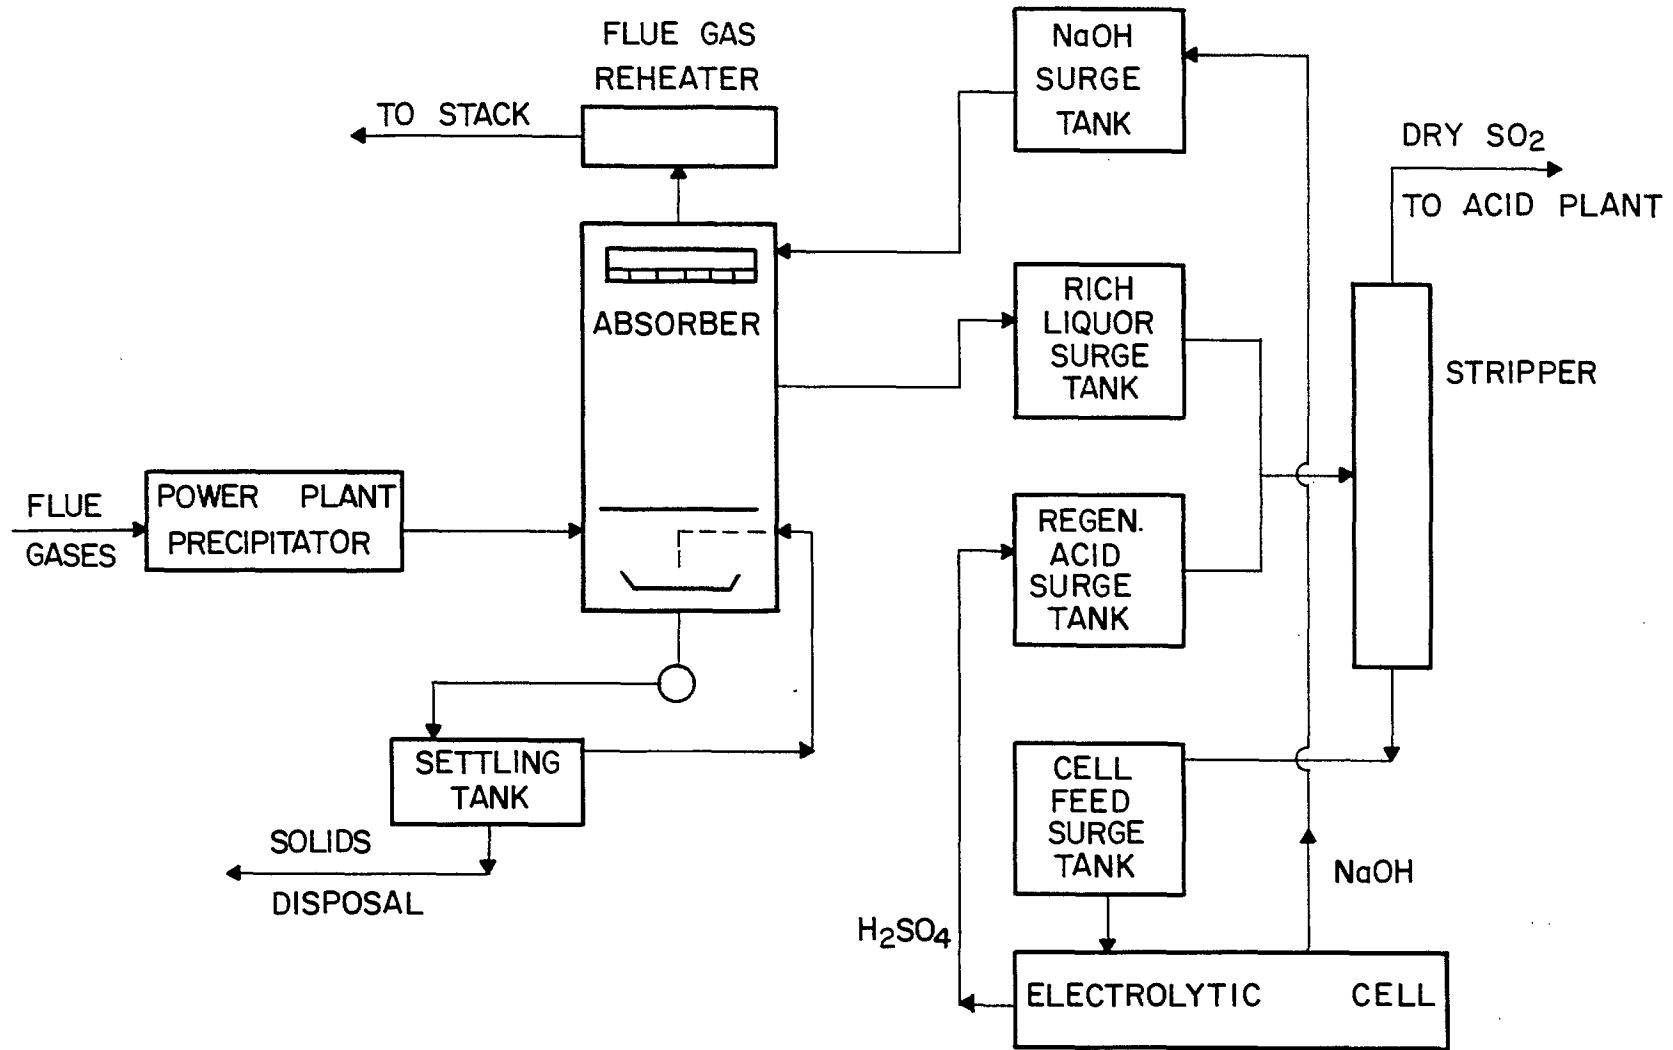 FLUE GAS
REHEATER
TO STACK
NaOH
SURGE
TANK
DRY SO2
TO ACID PLANT
ABSORBER
RICH
LIQUOR
SURGE
TANK
STRIPPER
FLUE
GASES
POWER PLANT
PRECIPITATOR
REGEN.
ACID
SURGE
TANK
SETTLING
TANK
SOLIDS
DISPOSAL
CELL
FEED
SURGE
TANK
NaOH
H2SO4
ELECTROLYTIC CELL